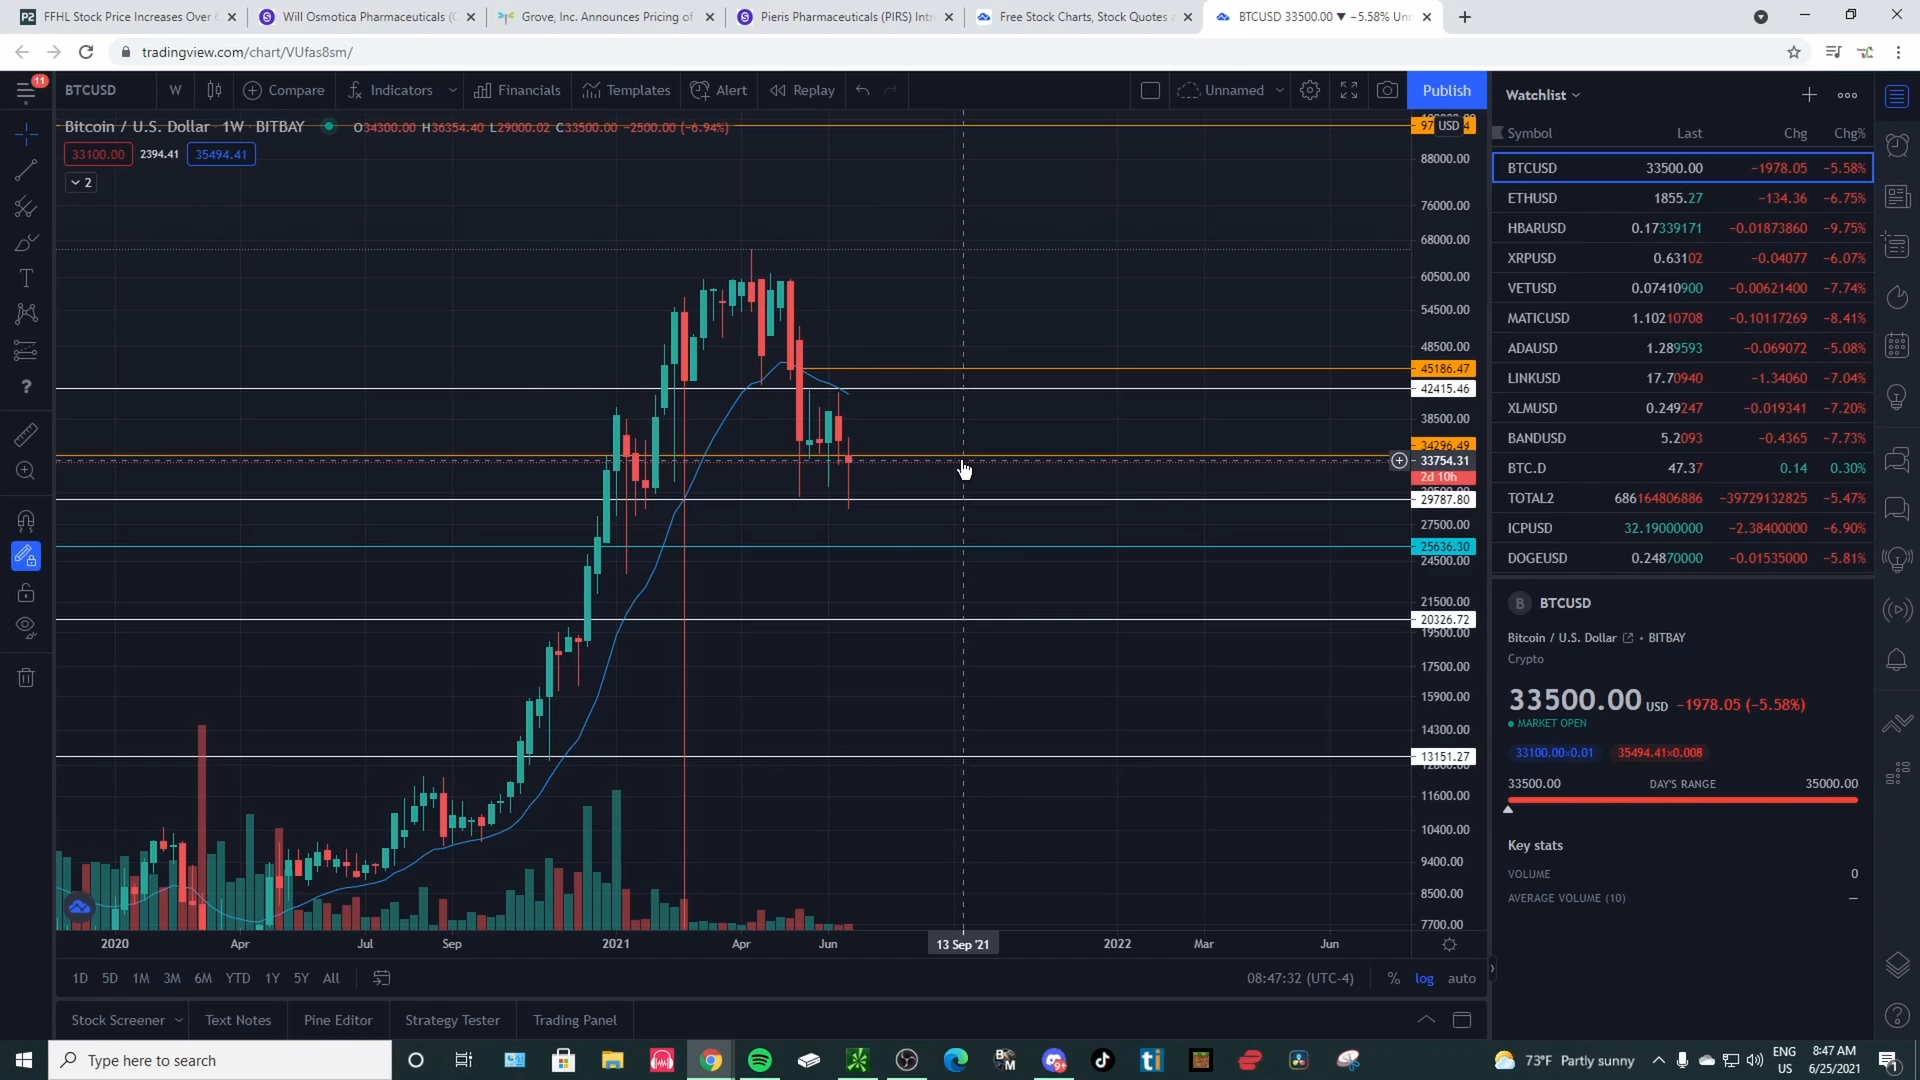 FFHL Stock Price Increases Over
Will Osmotica Pharmaceuticals
Grove, Inc. Announces Pricing of
Pieris Pharmaceuticals (PIRS) Intr
Free Stock Charts, Stock Quotes
BTCUSD 33500.00 ▼ −5.58% Unn
tradingview.com/chart/VUfas8sm/
11
BTCUSD
W
Compare
Indicators
Financials
Templates
Alert
Replay
Unnamed
Publish
Bitcoin / U.S. Dollar · 1W · BITBAY
O34300.00 H36354.40 L29000.02 C33500.00 −2500.00 (−6.94%)
33100.00
2394.41
35494.41
2
USD
88000.00
76000.00
68000.00
60500.00
54500.00
48500.00
45186.47
42415.46
38500.00
34296.49
33754.31
2d 10h
29787.80
27500.00
25636.30
24500.00
21500.00
20326.72
19500.00
17500.00
15900.00
14300.00
13151.27
11600.00
10400.00
9400.00
8500.00
7700.00
2020
Apr
Jul
Sep
2021
Apr
Jun
13 Sep '21
2022
Mar
Jun
1D 5D 1M 3M 6M YTD 1Y 5Y All
08:47:32 (UTC-4)
%
log
auto
Stock Screener
Text Notes
Pine Editor
Strategy Tester
Trading Panel
Watchlist
Symbol Last Chg Chg%
BTCUSD 33500.00 −1978.05 −5.58%
ETHUSD 1855.27 −134.36 −6.75%
HBARUSD 0.17339171 −0.01873860 −9.75%
XRPUSD 0.63102 −0.04077 −6.07%
VETUSD 0.07410900 −0.00621400 −7.74%
MATICUSD 1.10210708 −0.10117269 −8.41%
ADAUSD 1.289593 −0.069072 −5.08%
LINKUSD 17.70940 −1.34060 −7.04%
XLMUSD 0.249247 −0.019341 −7.20%
BANDUSD 5.2093 −0.4365 −7.73%
BTC.D 47.37 0.14 0.30%
TOTAL2 686164806886 −39729132825 −5.47%
ICPUSD 32.19000000 −2.38400000 −6.90%
DOGEUSD 0.24870000 −0.01535000 −5.81%
B
BTCUSD
Bitcoin / U.S. Dollar • BITBAY
Crypto
33500.00 USD −1978.05 (−5.58%)
MARKET OPEN
33100.00×0.01
35494.41×0.008
33500.00 DAY'S RANGE 35000.00
Key stats
VOLUME 0
AVERAGE VOLUME (10) —
Type here to search
73°F Partly sunny
ENG
US
8:47 AM
6/25/2021